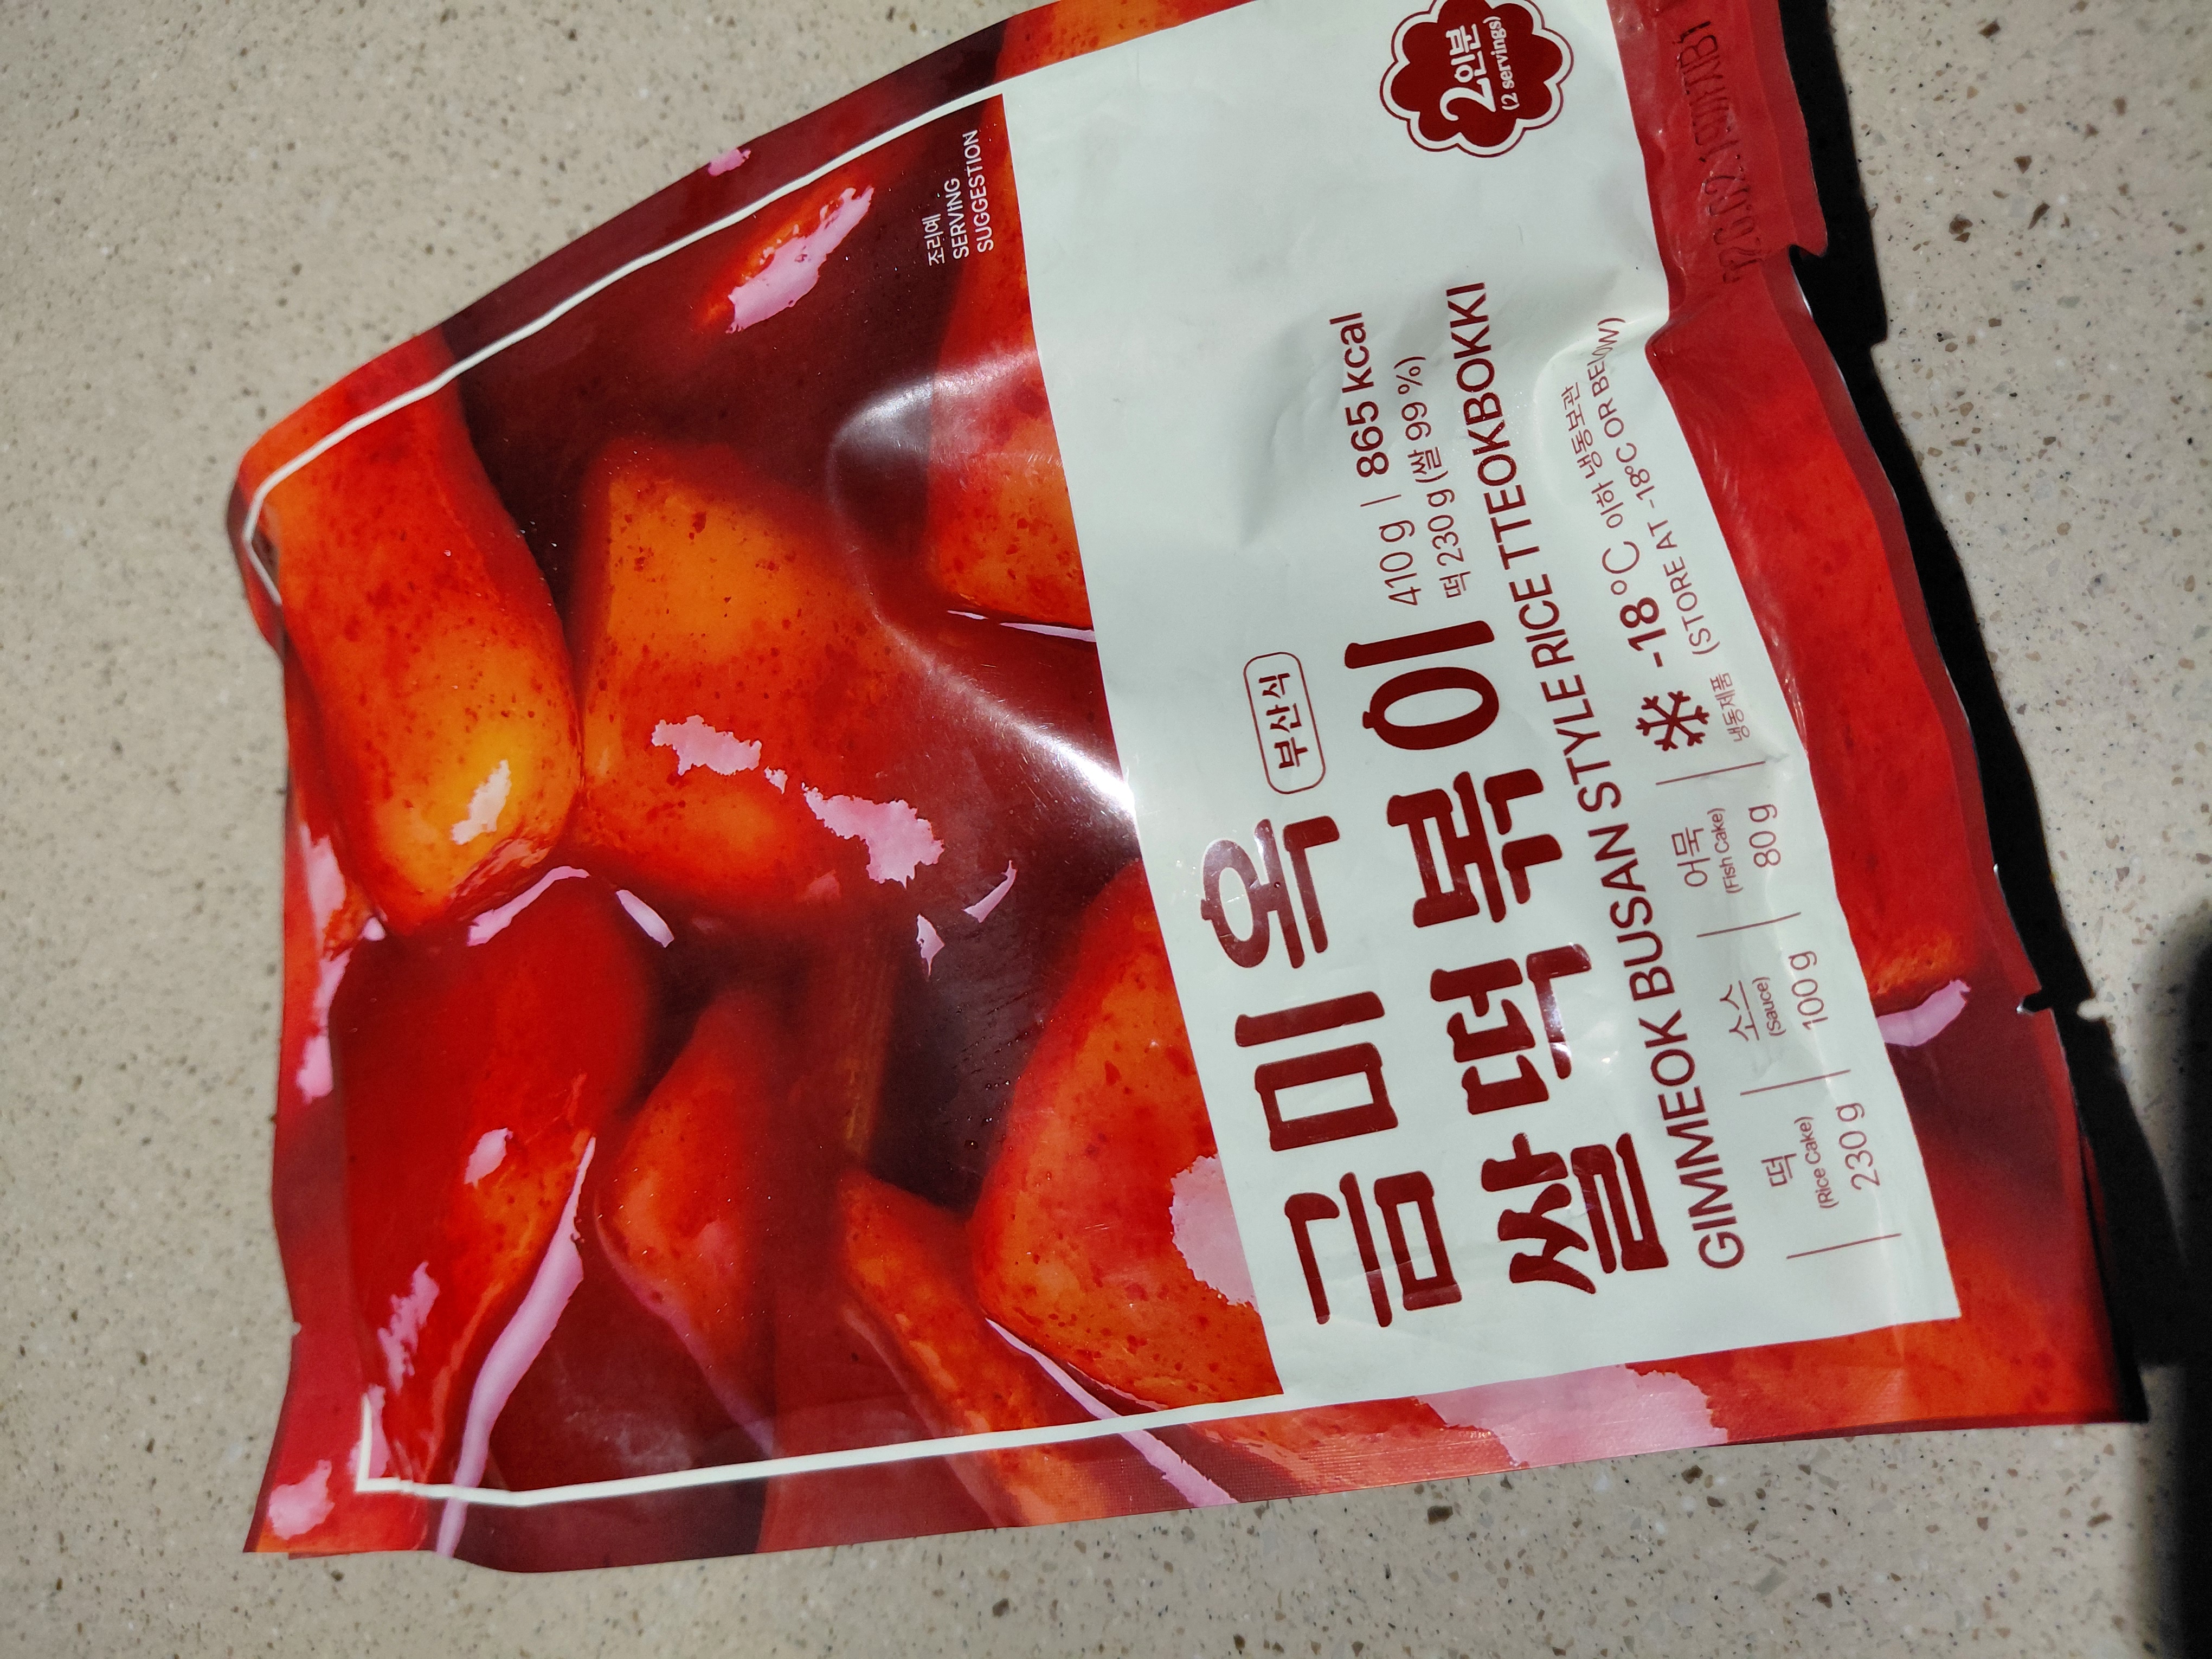 금미옥 부산식
쌀떡볶이
410 g | 865 kcal
떡 230 g (쌀 99 %)
GIMMEOK BUSAN STYLE RICE TTEOKBOKKI
떡
(Rice Cake)
230 g
소스
(Sauce)
100 g
어묵
(Fish Cake)
80 g
-18 °C 이하 냉동보관
냉동제품 (STORE AT -18°C OR BELOW)
2인분
(2 servings)
조리예
SERVING
SUGGESTION